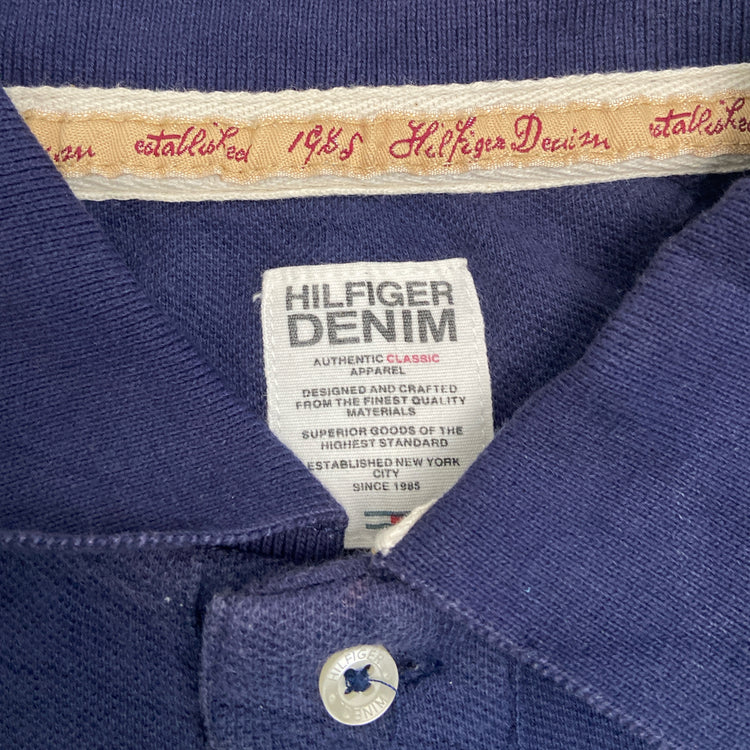 enim established 1985 Hilfiger Denim established
HILFIGER
DENIM
AUTHENTIC CLASSIC
APPAREL
DESIGNED AND CRAFTED
FROM THE FINEST QUALITY
MATERIALS
SUPERIOR GOODS OF THE
HIGHEST STANDARD
ESTABLISHED NEW YORK
CITY
SINCE 1985
HILFIGER
DENIM